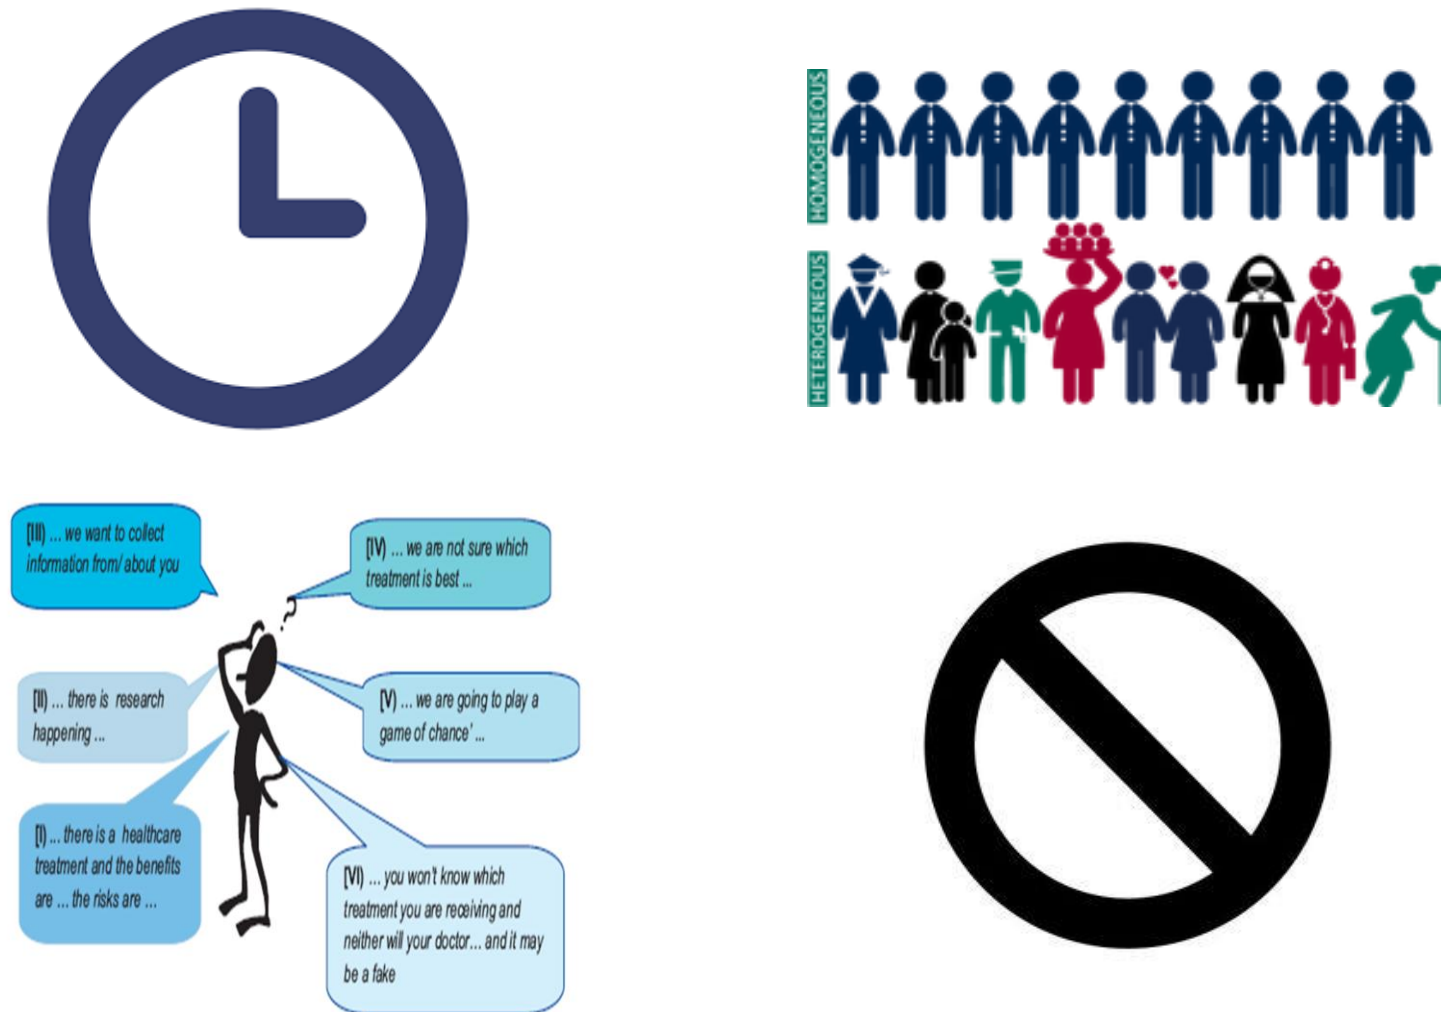 HOMOGENEOUS
HETEROGENEOUS
[III) ... we want to collect
information from/ about you
[IV) ... we are not sure which
treatment is best ...
?
[II) ... there is research
happening ...
[V) ... we are going to play a
game of chance' ...
[I) ... there is a healthcare
treatment and the benefits
are ... the risks are ...
[VI) ... you won't know which
treatment you are receiving and
neither will your doctor... and it may
be a fake